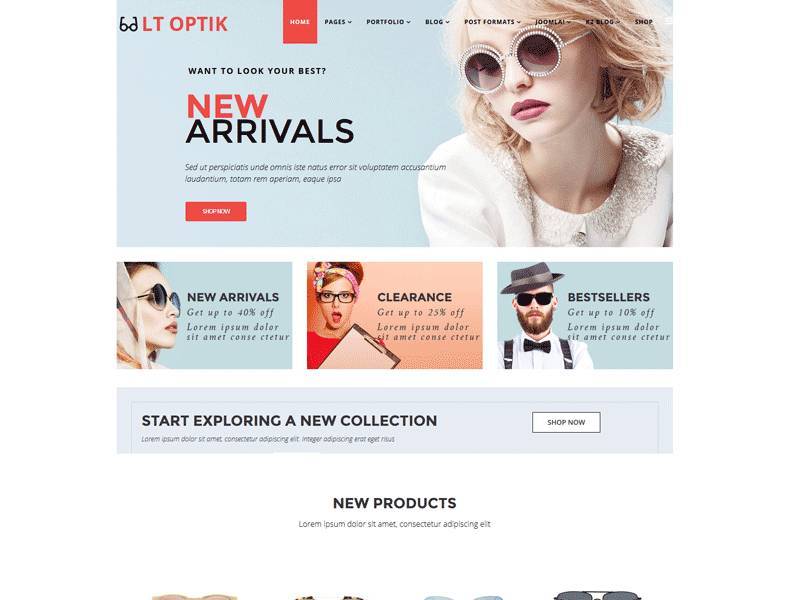 LT OPTIK
HOME PAGES PORTFOLIO BLOG POST FORMATS JOOMLA! K2 BLOG SHOP
WANT TO LOOK YOUR BEST?
NEW
ARRIVALS
Sed ut perspiciatis unde omnis iste natus error sit voluptatem accusantium
laudantium, totam rem aperiam, eaque ipsa
SHOP NOW
NEW ARRIVALS
Get up to 40% off
Lorem ipsum dolor
sit amet conse ctetur
CLEARANCE
Get up to 25% off
Lorem ipsum dolor
sit amet conse ctetur
BESTSELLERS
Get up to 10% off
Lorem ipsum dolor
sit amet conse ctetur
START EXPLORING A NEW COLLECTION
Lorem ipsum dolor sit amet, consectetur adipiscing elit. Integer adipiscing erat eget risus
SHOP NOW
NEW PRODUCTS
Lorem ipsum dolor sit amet, consectetur adipiscing elit